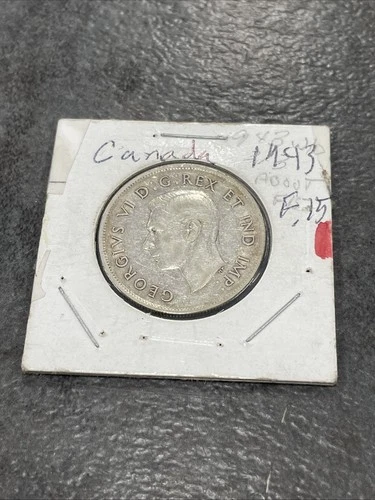 Canada 1943
F.15
GEORGIVS VI D:G:REX ET IND:IMP: